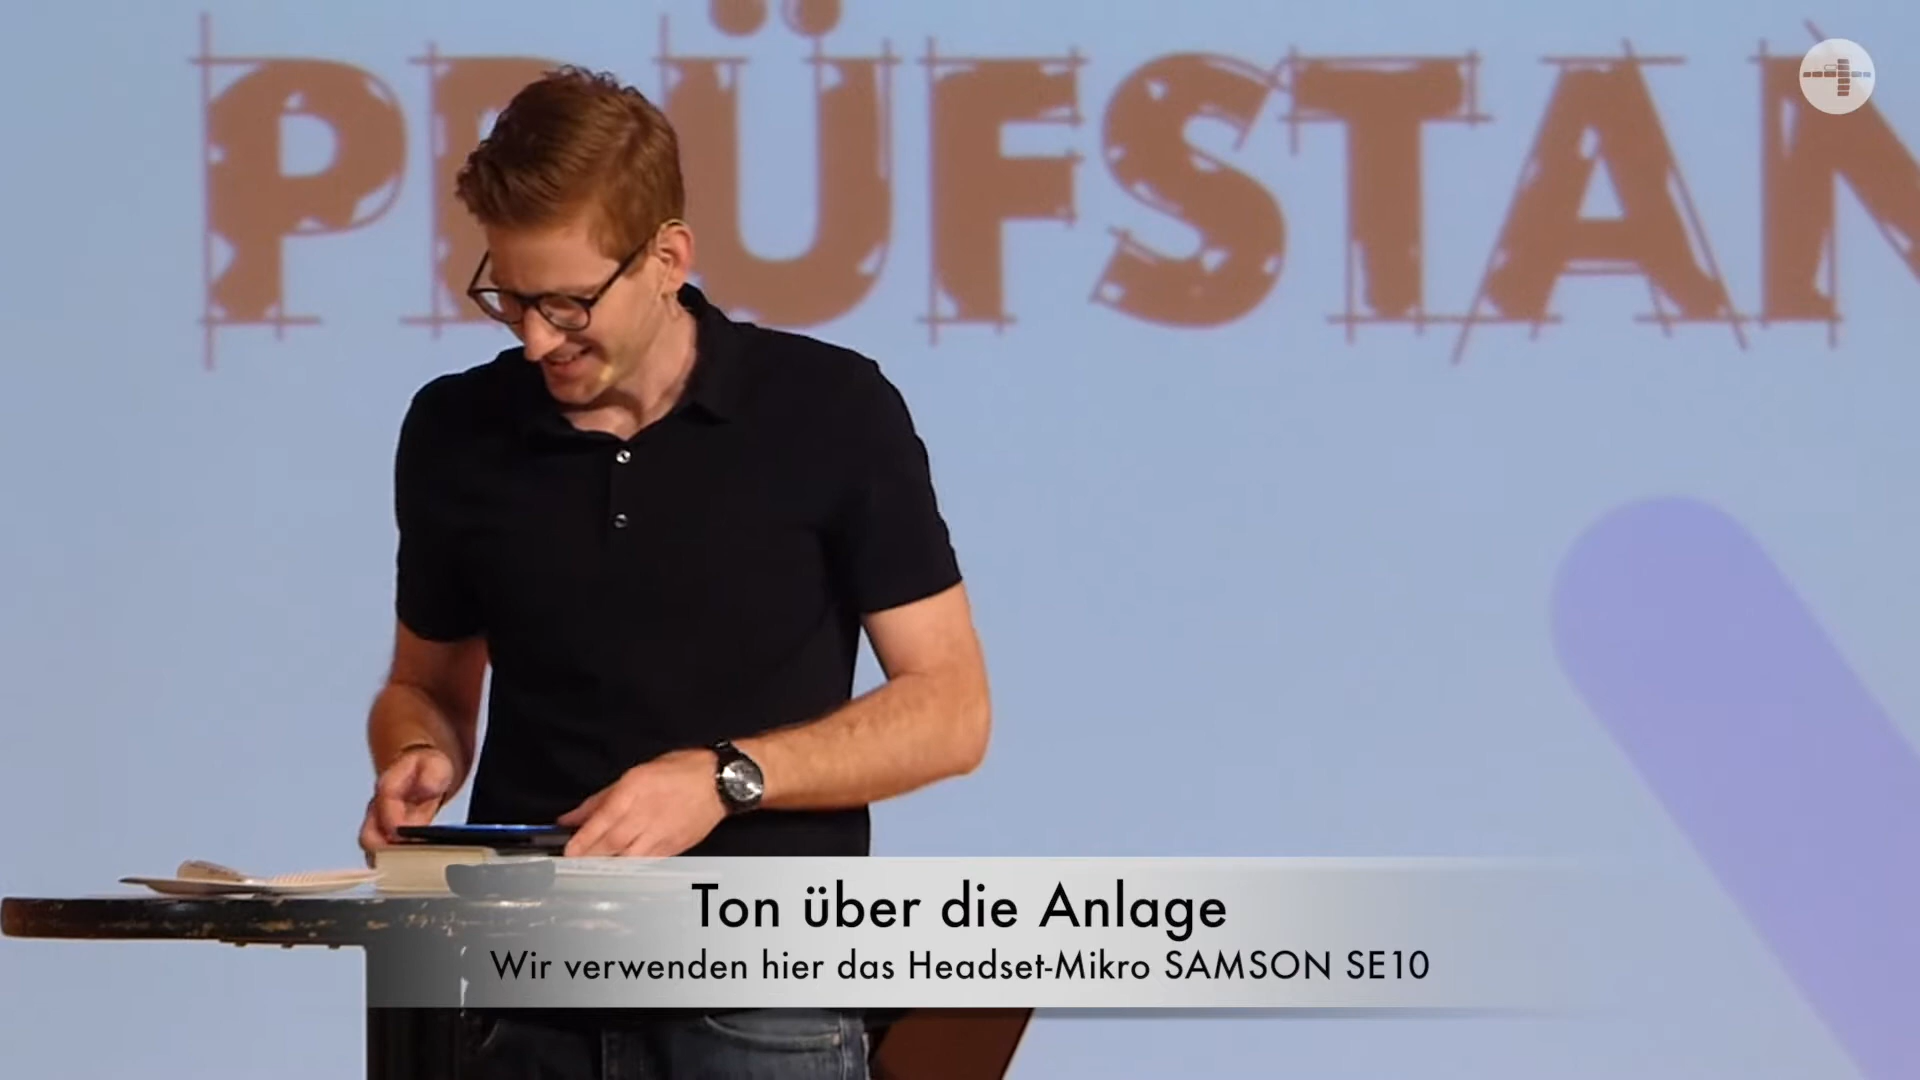 PRÜFSTAN
Ton über die Anlage
Wir verwenden hier das Headset-Mikro SAMSON SE10